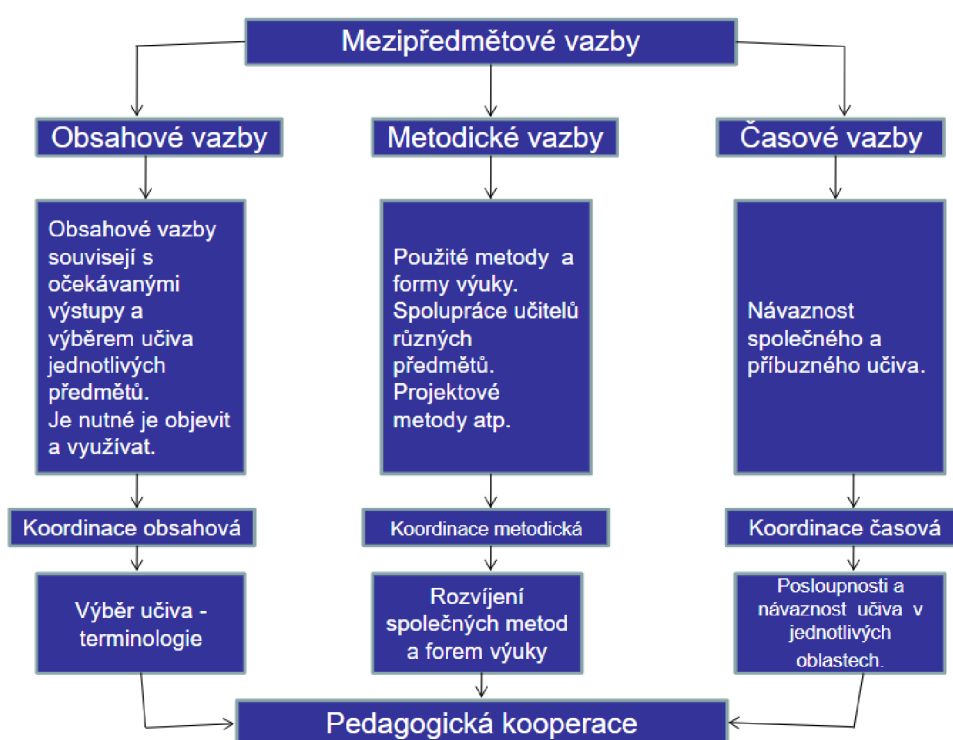 Mezipředmětové vazby
Obsahové vazby
Metodické vazby
Časové vazby
Obsahové vazby
souvisejí s
očekávanými
výstupy a
výběrem učiva
jednotlivých
předmětů.
Je nutné je objevit
a využívat.
Použité metody a
formy výuky.
Spolupráce učitelů
různých
předmětů.
Projektové
metody atp.
Návaznost
společného a
příbuzného učiva.
Koordinace obsahová
Koordinace metodická
Koordinace časová
Výběr učiva -
terminologie
Rozvíjení
společných metod
a forem výuky
Posloupnosti a
návaznost učiva v
jednotlivých
oblastech.
Pedagogická kooperace